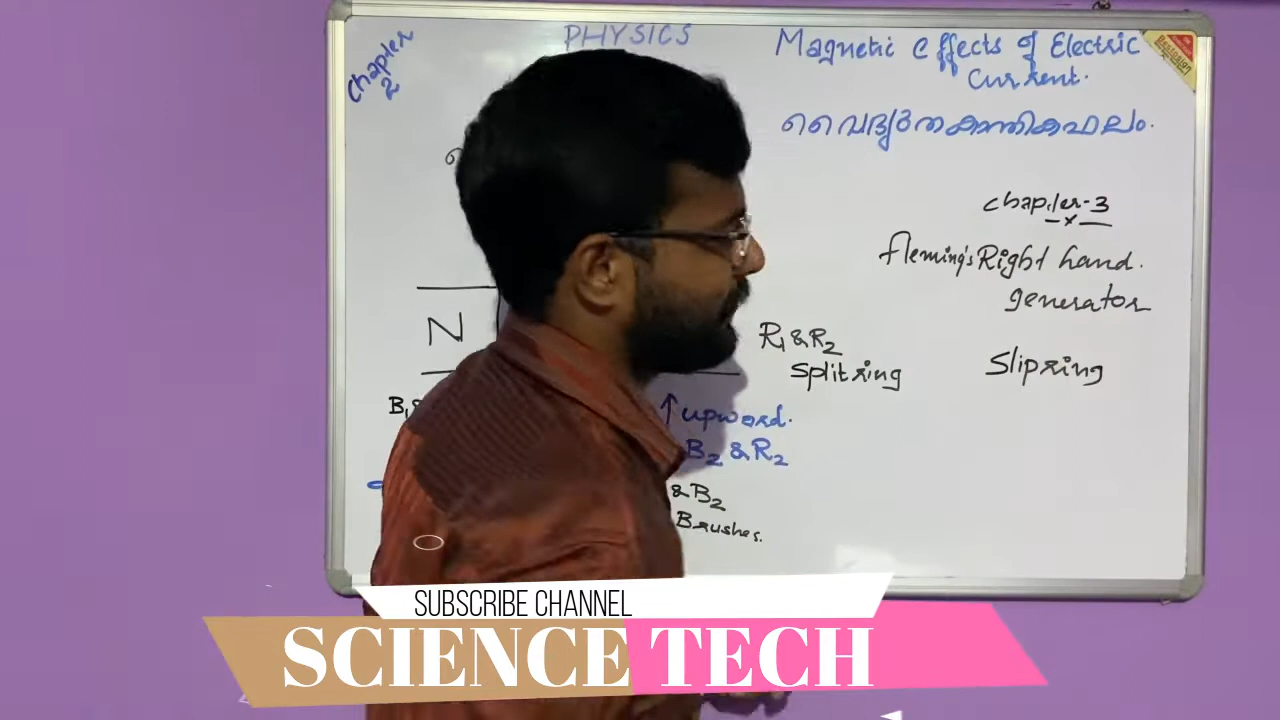 Chapter 2
PHYSICS
Magnetic Effects of Electric
Current.
വൈദ്യുതകാന്തികഫലം.
Chapter-3
Fleming's Right hand.
generator
N
R₁ & R₂
Splitring
Slipring
↑ upword.
B₂ & R₂
& B₂
Brushes.
SUBSCRIBE CHANNEL
SCIENCE TECH